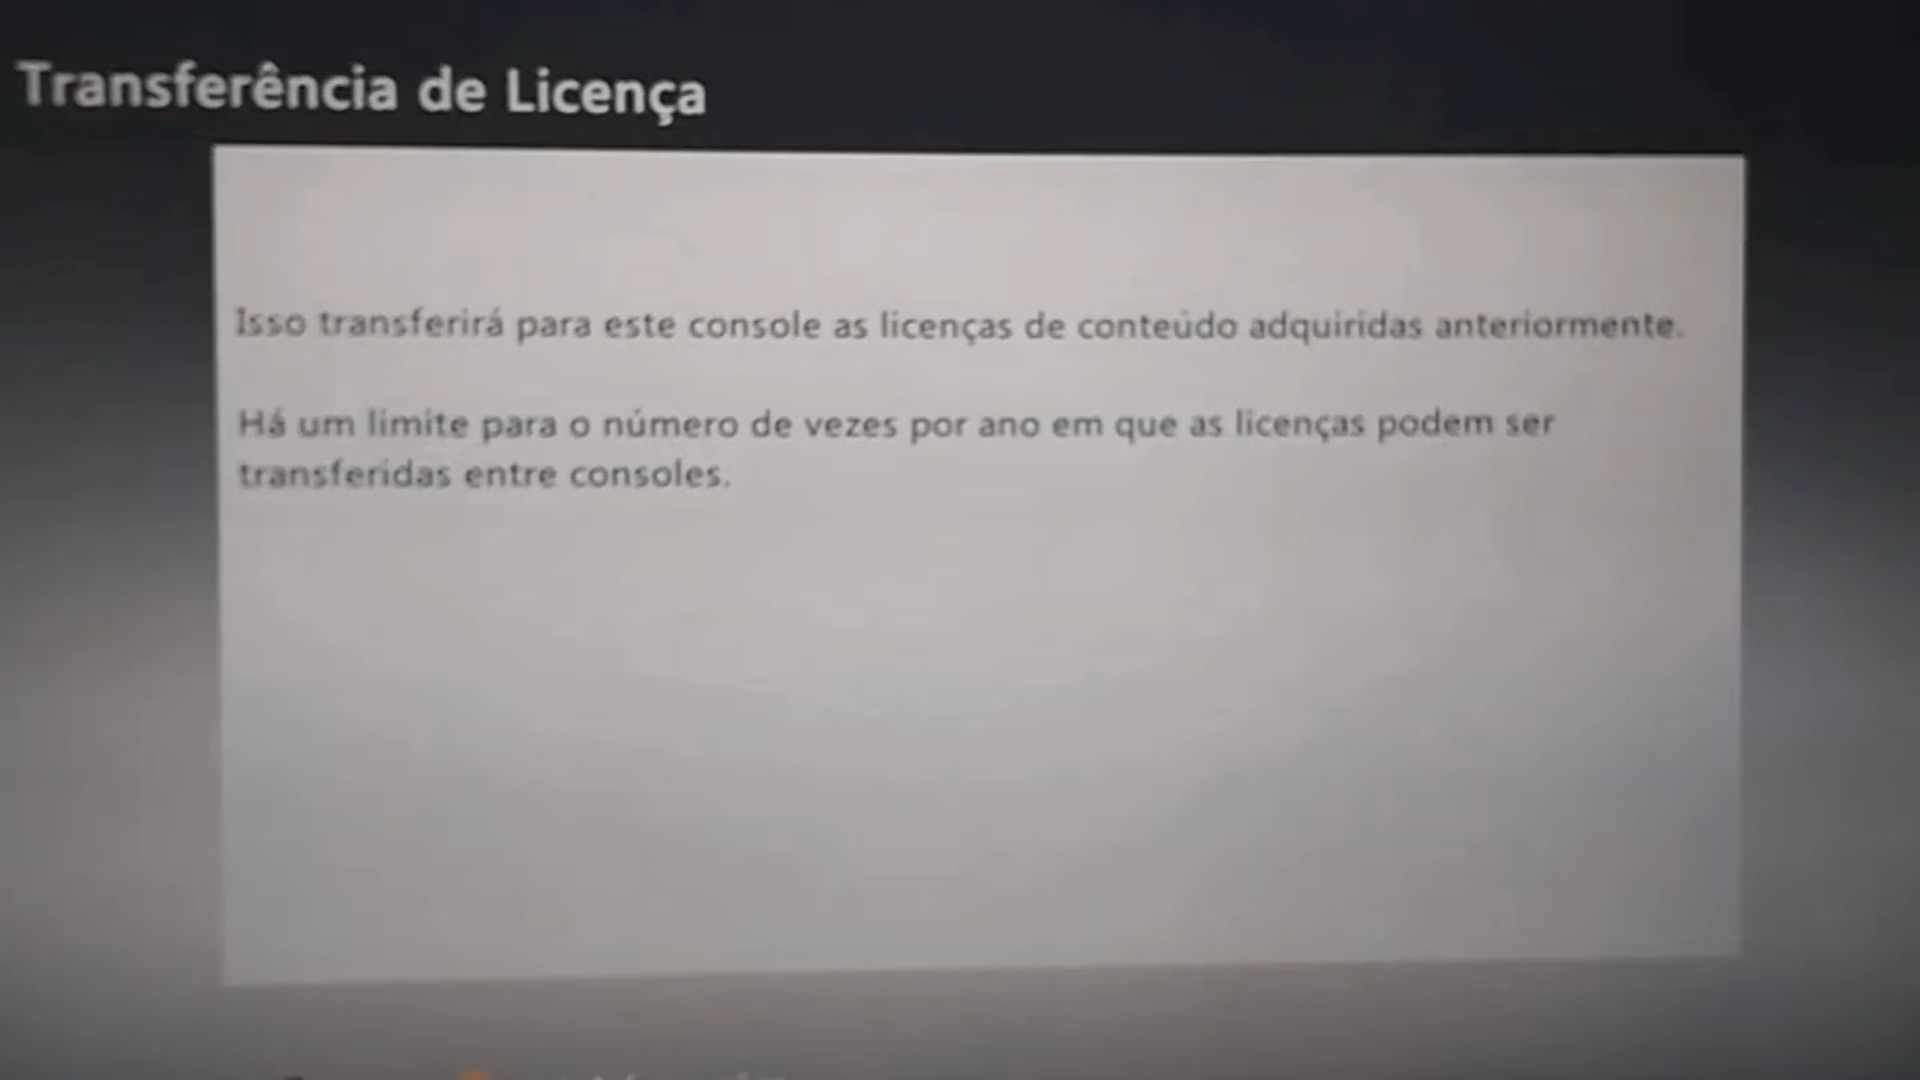 Transferência de Licença
Isso transferirá para este console as licenças de conteúdo adquiridas anteriormente.
Há um limite para o número de vezes por ano em que as licenças podem ser
transferidas entre consoles.